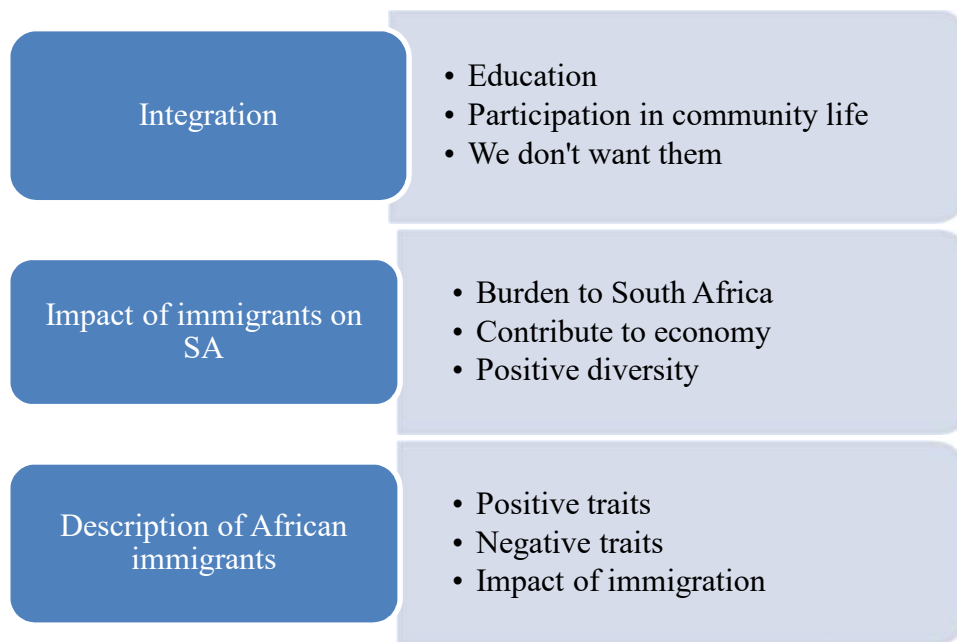 Integration
• Education
• Participation in community life
• We don't want them
Impact of immigrants on
SA
• Burden to South Africa
• Contribute to economy
• Positive diversity
Description of African
immigrants
• Positive traits
• Negative traits
• Impact of immigration